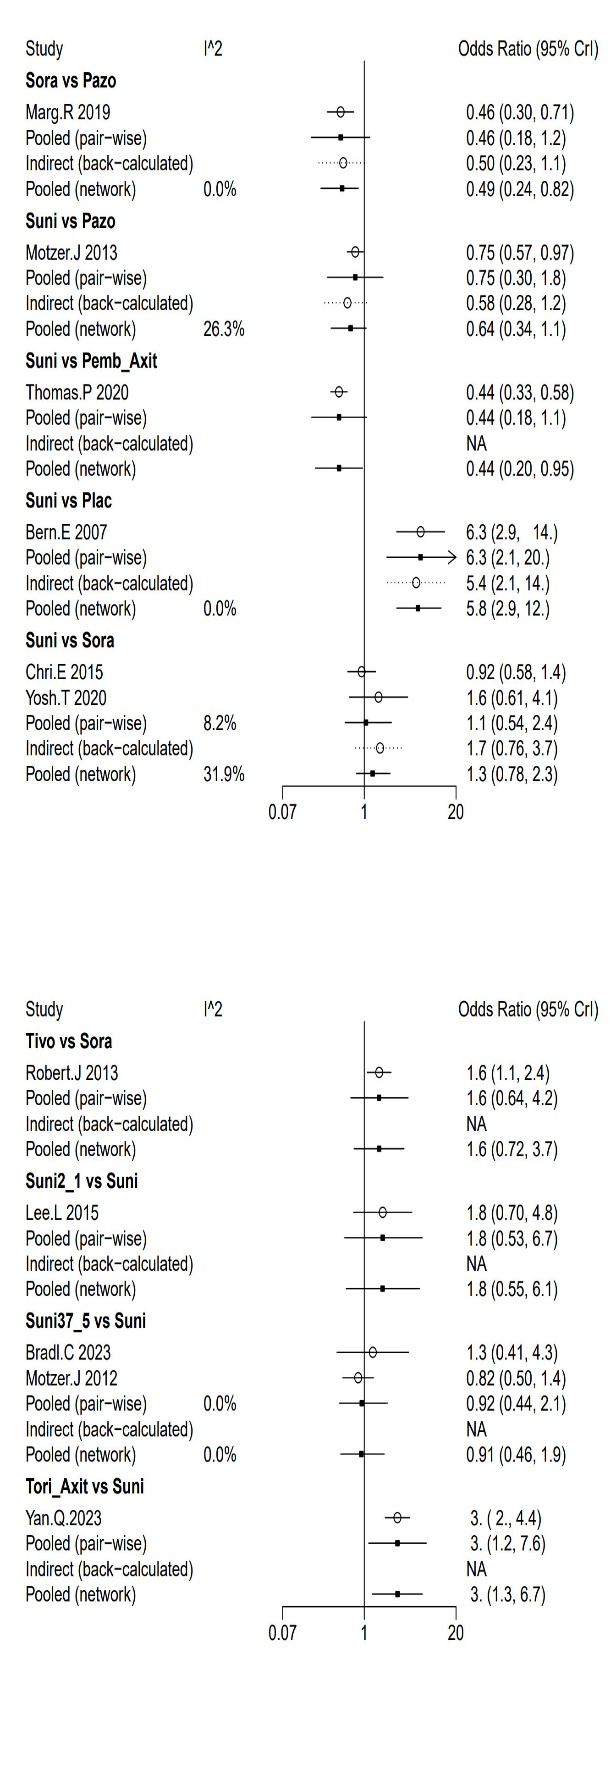 Study I^2 Odds Ratio (95% CrI)
Sora vs Pazo
Marg.R 2019 0.46 (0.30, 0.71)
Pooled (pair−wise) 0.46 (0.18, 1.2)
Indirect (back−calculated) 0.50 (0.23, 1.1)
Pooled (network) 0.0% 0.49 (0.24, 0.82)
Suni vs Pazo
Motzer.J 2013 0.75 (0.57, 0.97)
Pooled (pair−wise) 0.75 (0.30, 1.8)
Indirect (back−calculated) 0.58 (0.28, 1.2)
Pooled (network) 26.3% 0.64 (0.34, 1.1)
Suni vs Pemb_Axit
Thomas.P 2020 0.44 (0.33, 0.58)
Pooled (pair−wise) 0.44 (0.18, 1.1)
Indirect (back−calculated) NA
Pooled (network) 0.44 (0.20, 0.95)
Suni vs Plac
Bern.E 2007 6.3 (2.9, 14.)
Pooled (pair−wise) 6.3 (2.1, 20.)
Indirect (back−calculated) 5.4 (2.1, 14.)
Pooled (network) 0.0% 5.8 (2.9, 12.)
Suni vs Sora
Chri.E 2015 0.92 (0.58, 1.4)
Yosh.T 2020 1.6 (0.61, 4.1)
Pooled (pair−wise) 8.2% 1.1 (0.54, 2.4)
Indirect (back−calculated) 1.7 (0.76, 3.7)
Pooled (network) 31.9% 1.3 (0.78, 2.3)
0.07 1 20
Study I^2 Odds Ratio (95% CrI)
Tivo vs Sora
Robert.J 2013 1.6 (1.1, 2.4)
Pooled (pair−wise) 1.6 (0.64, 4.2)
Indirect (back−calculated) NA
Pooled (network) 1.6 (0.72, 3.7)
Suni2_1 vs Suni
Lee.L 2015 1.8 (0.70, 4.8)
Pooled (pair−wise) 1.8 (0.53, 6.7)
Indirect (back−calculated) NA
Pooled (network) 1.8 (0.55, 6.1)
Suni37_5 vs Suni
Bradl.C 2023 1.3 (0.41, 4.3)
Motzer.J 2012 0.82 (0.50, 1.4)
Pooled (pair−wise) 0.0% 0.92 (0.44, 2.1)
Indirect (back−calculated) NA
Pooled (network) 0.0% 0.91 (0.46, 1.9)
Tori_Axit vs Suni
Yan.Q.2023 3. ( 2., 4.4)
Pooled (pair−wise) 3. (1.2, 7.6)
Indirect (back−calculated) NA
Pooled (network) 3. (1.3, 6.7)
0.07 1 20